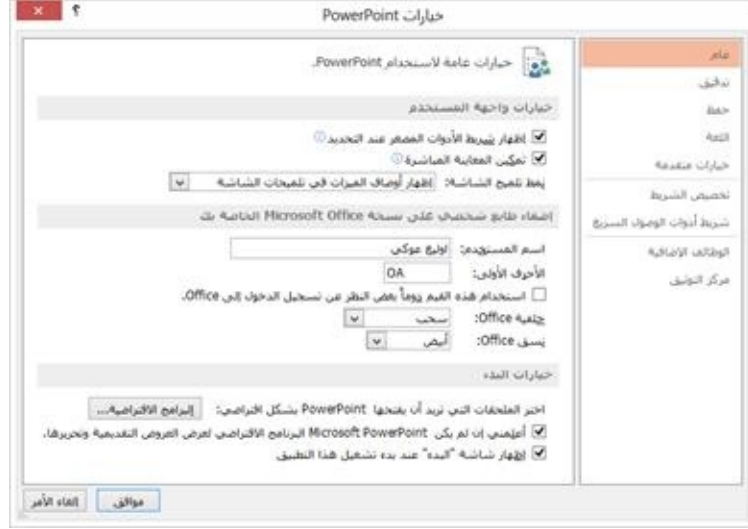 خيارات PowerPoint
عام
تدقيق
حفظ
اللغة
خيارات متقدمة
تخصيص الشريط
شريط أدوات الوصول السريع
الوظائف الإضافية
مركز التوثيق
خيارات عامة لاستخدام PowerPoint.
خيارات واجهة المستخدم
إظهار شريط الأدوات المصغر عند التحديد
تمكين المعاينة المباشرة
نمط تلميح الشاشة: إظهار أوصاف الميزات في تلميحات الشاشة
إضفاء طابع شخصي على نسخة Microsoft Office الخاصة بك
اسم المستخدم: اوليغ
الأحرف الأولى: OA
استخدام هذه القيم دوماً بغض النظر عن تسجيل الدخول إلى Office.
خلفية Office: سحب
نسق Office: أبيض
خيارات البدء
اختر الملحقات التي تريد أن يفتحها PowerPoint بشكل افتراضي: البرامج الافتراضية...
أعلمني إن لم يكن Microsoft PowerPoint البرنامج الافتراضي لعرض العروض التقديمية وتحريرها.
إظهار شاشة "البدء" عند بدء تشغيل هذا التطبيق
موافق إلغاء الأمر